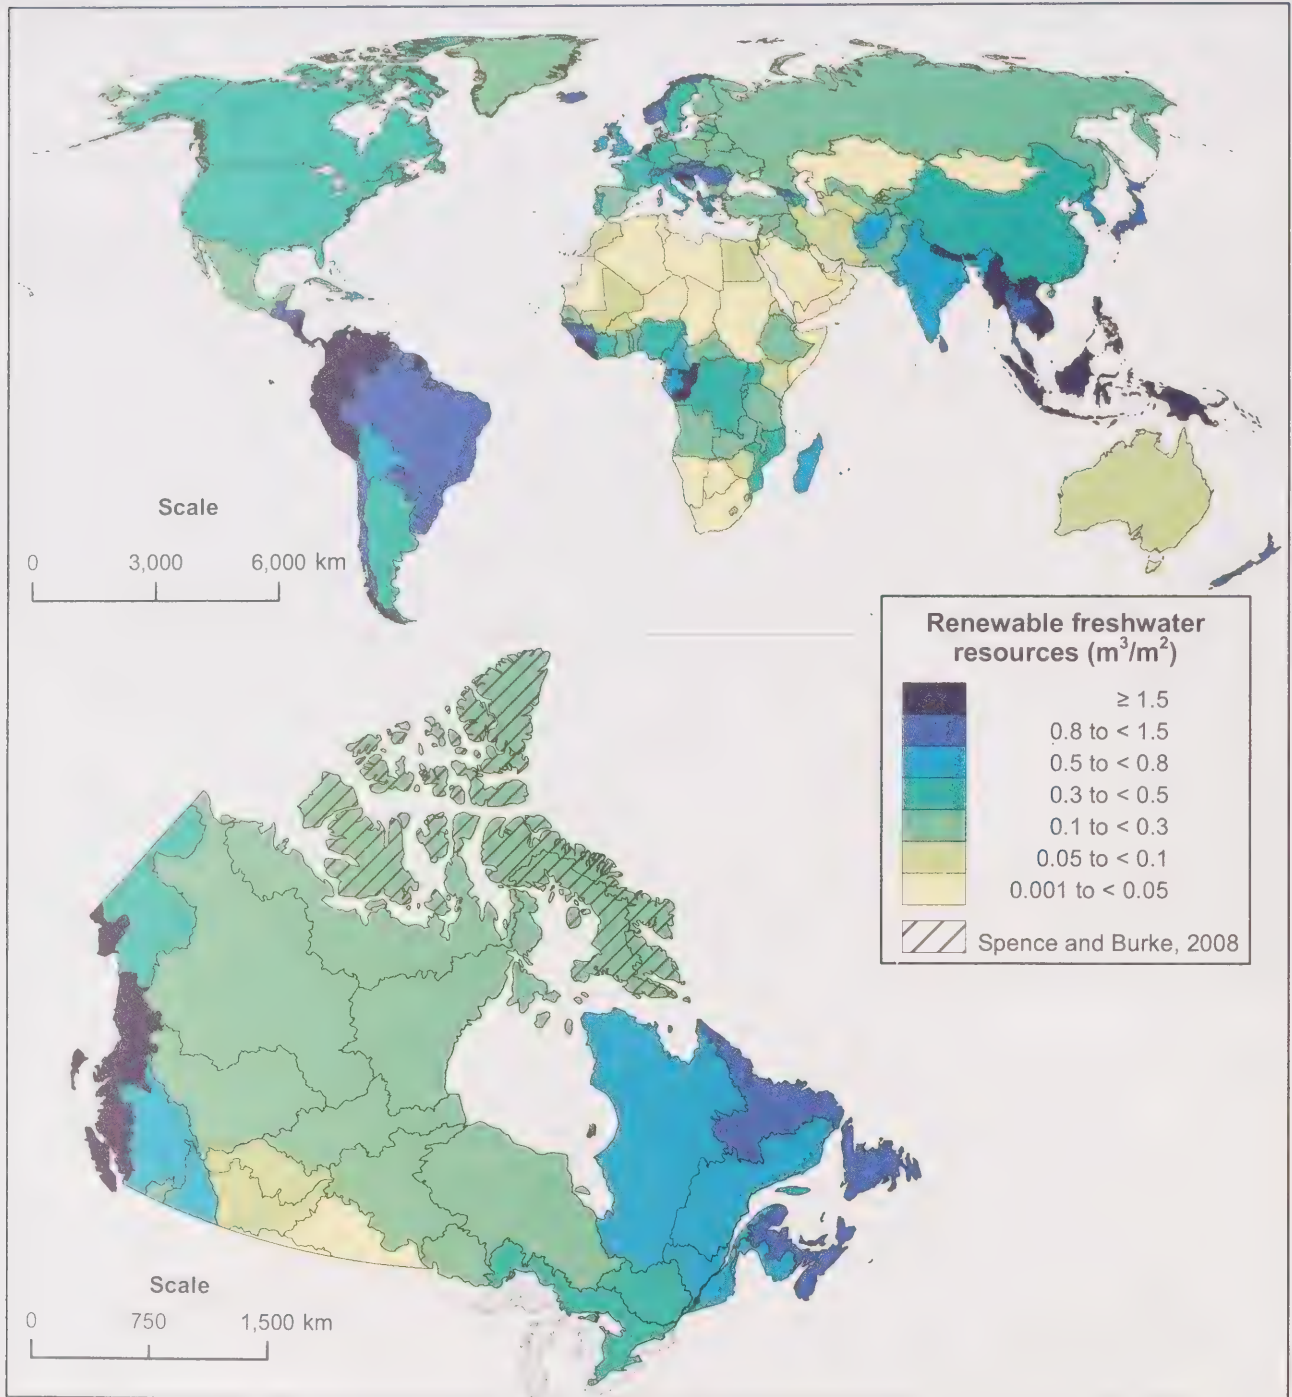 Scale
0 3,000 6,000 km
Renewable freshwater
resources (m³/m²)
≥ 1.5
0.8 to < 1.5
0.5 to < 0.8
0.3 to < 0.5
0.1 to < 0.3
0.05 to < 0.1
0.001 to < 0.05
Spence and Burke, 2008
Scale
0 750 1,500 km